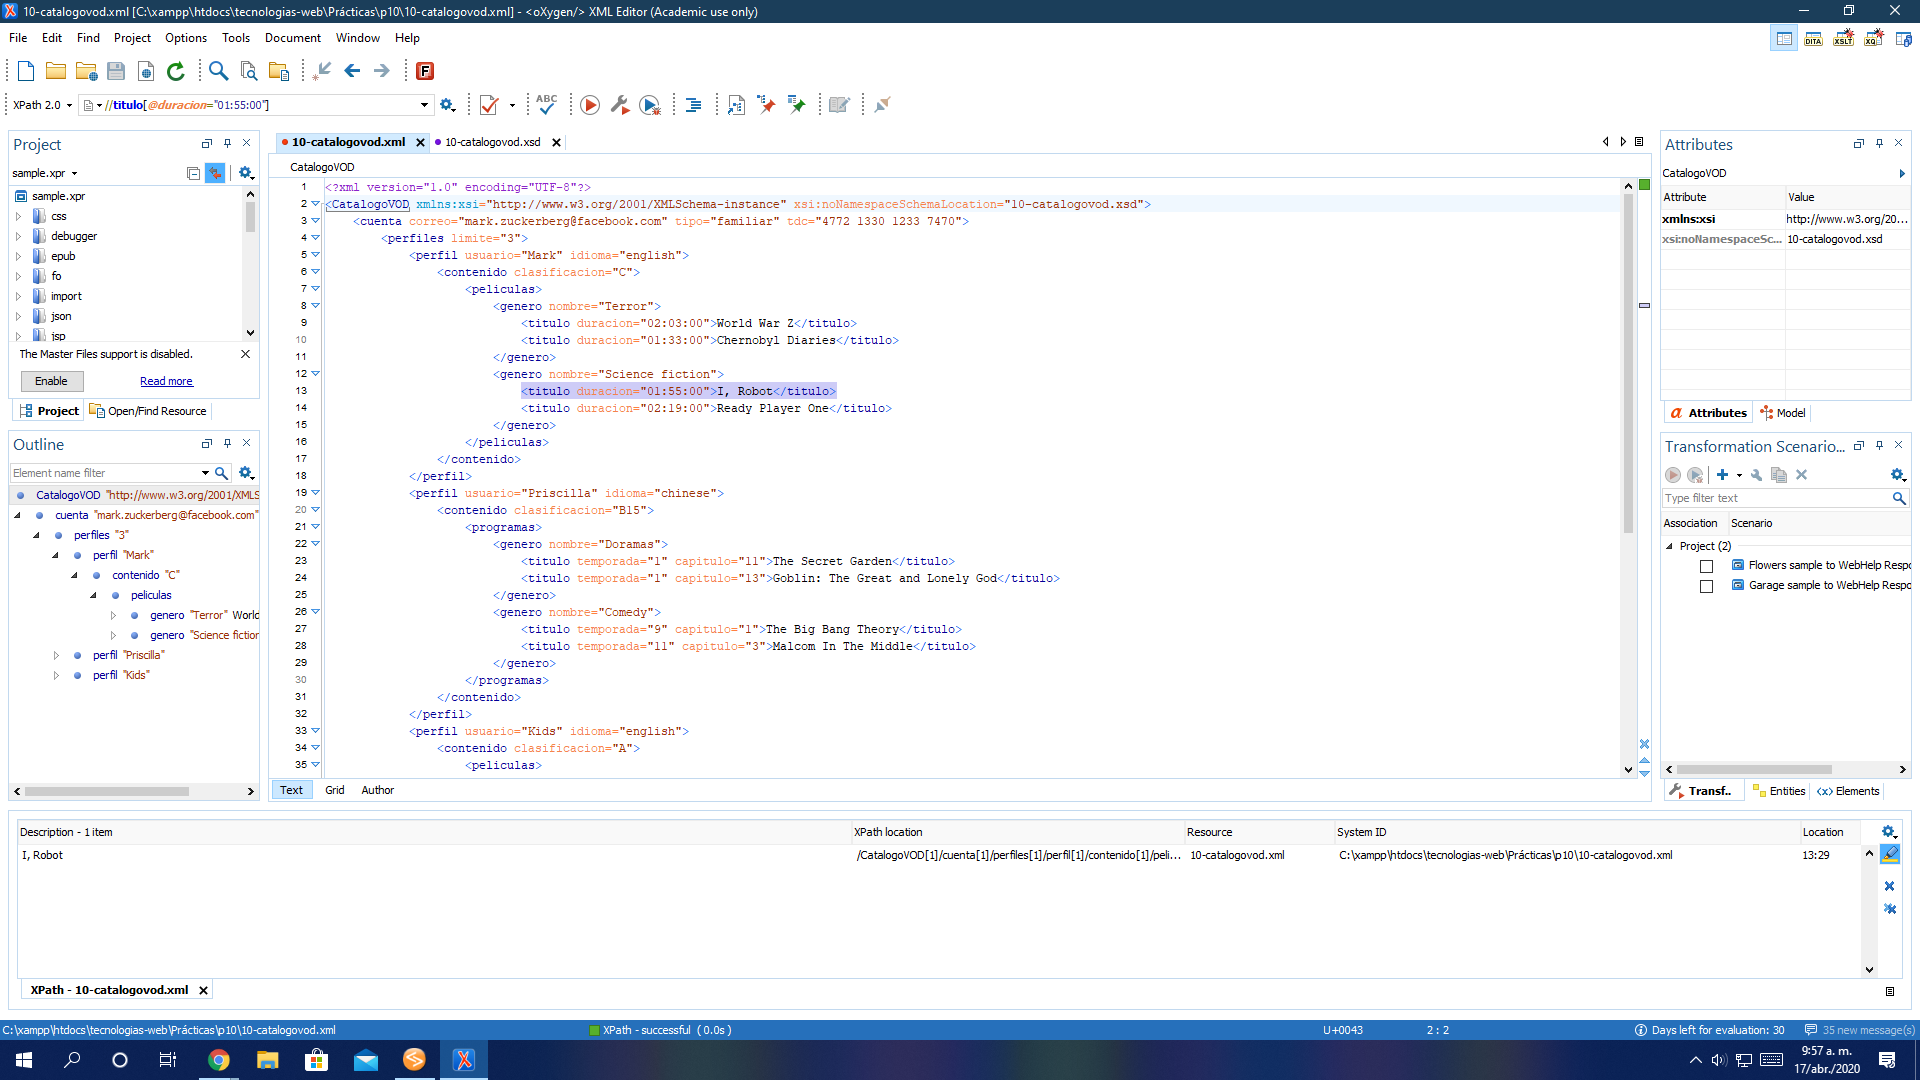 10-catalogovod.xml [C:\xampp\htdocs\tecnologias-web\Prácticas\p10\10-catalogovod.xml] - <oXygen/> XML Editor (Academic use only)
File Edit Find Project Options Tools Document Window Help
DITA XSLT XQ
F
XPath 2.0 //titulo[@duracion="01:55:00"]
ABC
Project
sample.xpr
sample.xpr
css
debugger
epub
fo
import
json
jsp
The Master Files support is disabled.
Enable Read more
Project Open/Find Resource
Outline
Element name filter
CatalogoVOD "http://www.w3.org/2001/XMLS
cuenta "mark.zuckerberg@facebook.com"
perfiles "3"
perfil "Mark"
contenido "C"
peliculas
genero "Terror" World
genero "Science fiction
perfil "Priscilla"
perfil "Kids"
10-catalogovod.xml 10-catalogovod.xsd
CatalogoVOD
1 <?xml version="1.0" encoding="UTF-8"?>
2 <CatalogoVOD xmlns:xsi="http://www.w3.org/2001/XMLSchema-instance" xsi:noNamespaceSchemaLocation="10-catalogovod.xsd">
3 <cuenta correo="mark.zuckerberg@facebook.com" tipo="familiar" tdc="4772 1330 1233 7470">
4 <perfiles limite="3">
5 <perfil usuario="Mark" idioma="english">
6 <contenido clasificacion="C">
7 <peliculas>
8 <genero nombre="Terror">
9 <titulo duracion="02:03:00">World War Z</titulo>
10 <titulo duracion="01:33:00">Chernobyl Diaries</titulo>
11 </genero>
12 <genero nombre="Science fiction">
13 <titulo duracion="01:55:00">I, Robot</titulo>
14 <titulo duracion="02:19:00">Ready Player One</titulo>
15 </genero>
16 </peliculas>
17 </contenido>
18 </perfil>
19 <perfil usuario="Priscilla" idioma="chinese">
20 <contenido clasificacion="B15">
21 <programas>
22 <genero nombre="Doramas">
23 <titulo temporada="1" capitulo="11">The Secret Garden</titulo>
24 <titulo temporada="1" capitulo="13">Goblin: The Great and Lonely God</titulo>
25 </genero>
26 <genero nombre="Comedy">
27 <titulo temporada="9" capitulo="1">The Big Bang Theory</titulo>
28 <titulo temporada="11" capitulo="3">Malcom In The Middle</titulo>
29 </genero>
30 </programas>
31 </contenido>
32 </perfil>
33 <perfil usuario="Kids" idioma="english">
34 <contenido clasificacion="A">
35 <peliculas>
Text Grid Author
Attributes
CatalogoVOD
Attribute Value
xmlns:xsi http://www.w3.org/20...
xsi:noNamespaceSc... 10-catalogovod.xsd
Attributes Model
Transformation Scenario...
Type filter text
Association Scenario
Project (2)
Flowers sample to WebHelp Respo
Garage sample to WebHelp Respo
Transf.. Entities Elements
Description - 1 item XPath location Resource System ID Location
I, Robot /CatalogoVOD[1]/cuenta[1]/perfiles[1]/perfil[1]/contenido[1]/peli... 10-catalogovod.xml C:\xampp\htdocs\tecnologias-web\Prácticas\p10\10-catalogovod.xml 13:29
XPath - 10-catalogovod.xml
C:\xampp\htdocs\tecnologias-web\Prácticas\p10\10-catalogovod.xml XPath - successful (0.0s) U+0043 2 : 2 Days left for evaluation: 30 35 new message(s)
9:57 a. m.
17/abr./2020